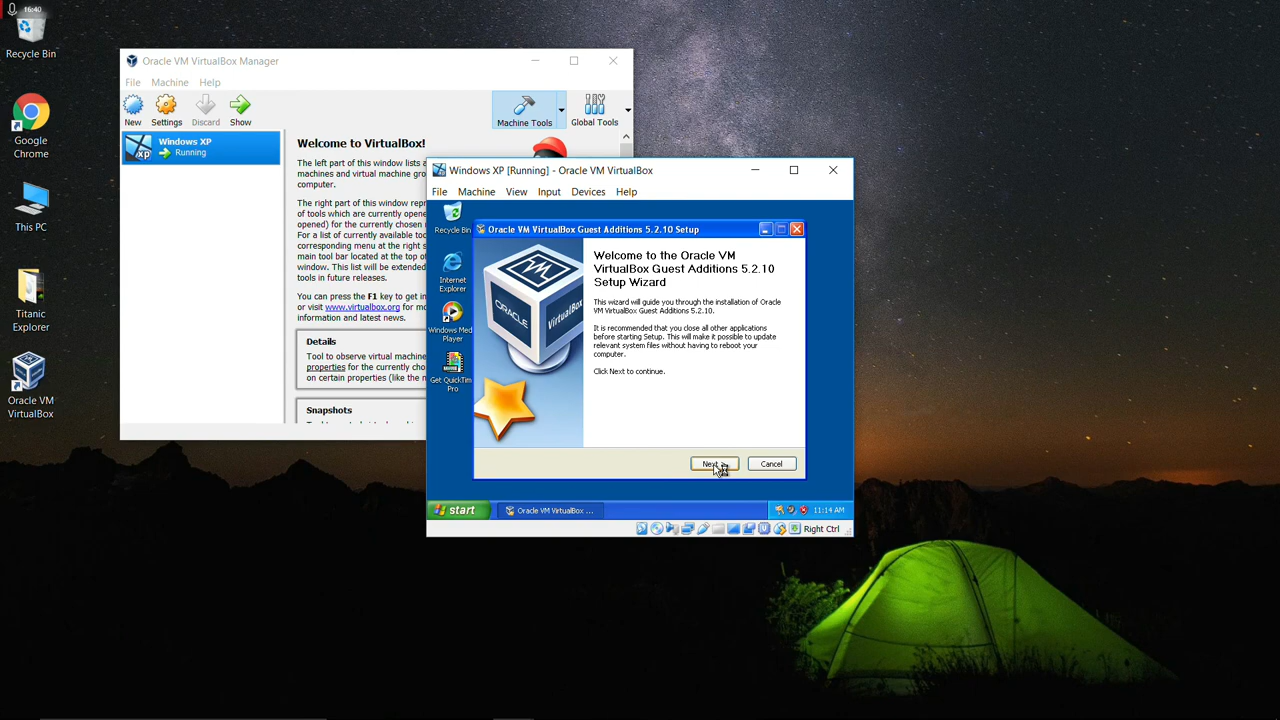 16:40
Recycle Bin
Google
Chrome
This PC
Titanic
Explorer
Oracle VM
VirtualBox
Oracle VM VirtualBox Manager
File Machine Help
New Settings Discard Show
Machine Tools Global Tools
Windows XP
Running
Welcome to VirtualBox!
The left part of this window lists a
machines and virtual machine gro
computer.
The right part of this window repr
of tools which are currently opene
opened) for the currently chosen
For a list of currently available too
corresponding menu at the right s
main tool bar located at the top of
window. This list will be extended
tools in future releases.
You can press the F1 key to get in
or visit www.virtualbox.org for mo
information and latest news.
Details
Tool to observe virtual machine
properties for the currently cho
on certain properties (like the n
Snapshots
Windows XP [Running] - Oracle VM VirtualBox
File Machine View Input Devices Help
Recycle Bin
Internet
Explorer
Windows Med
Player
Get QuickTim
Pro
Oracle VM VirtualBox Guest Additions 5.2.10 Setup
ORACLE
VirtualBox
Welcome to the Oracle VM
VirtualBox Guest Additions 5.2.10
Setup Wizard
This wizard will guide you through the installation of Oracle
VM VirtualBox Guest Additions 5.2.10.
It is recommended that you close all other applications
before starting Setup. This will make it possible to update
relevant system files without having to reboot your
computer.
Click Next to continue.
Next >
Cancel
start
Oracle VM VirtualBox ...
11:14 AM
Right Ctrl